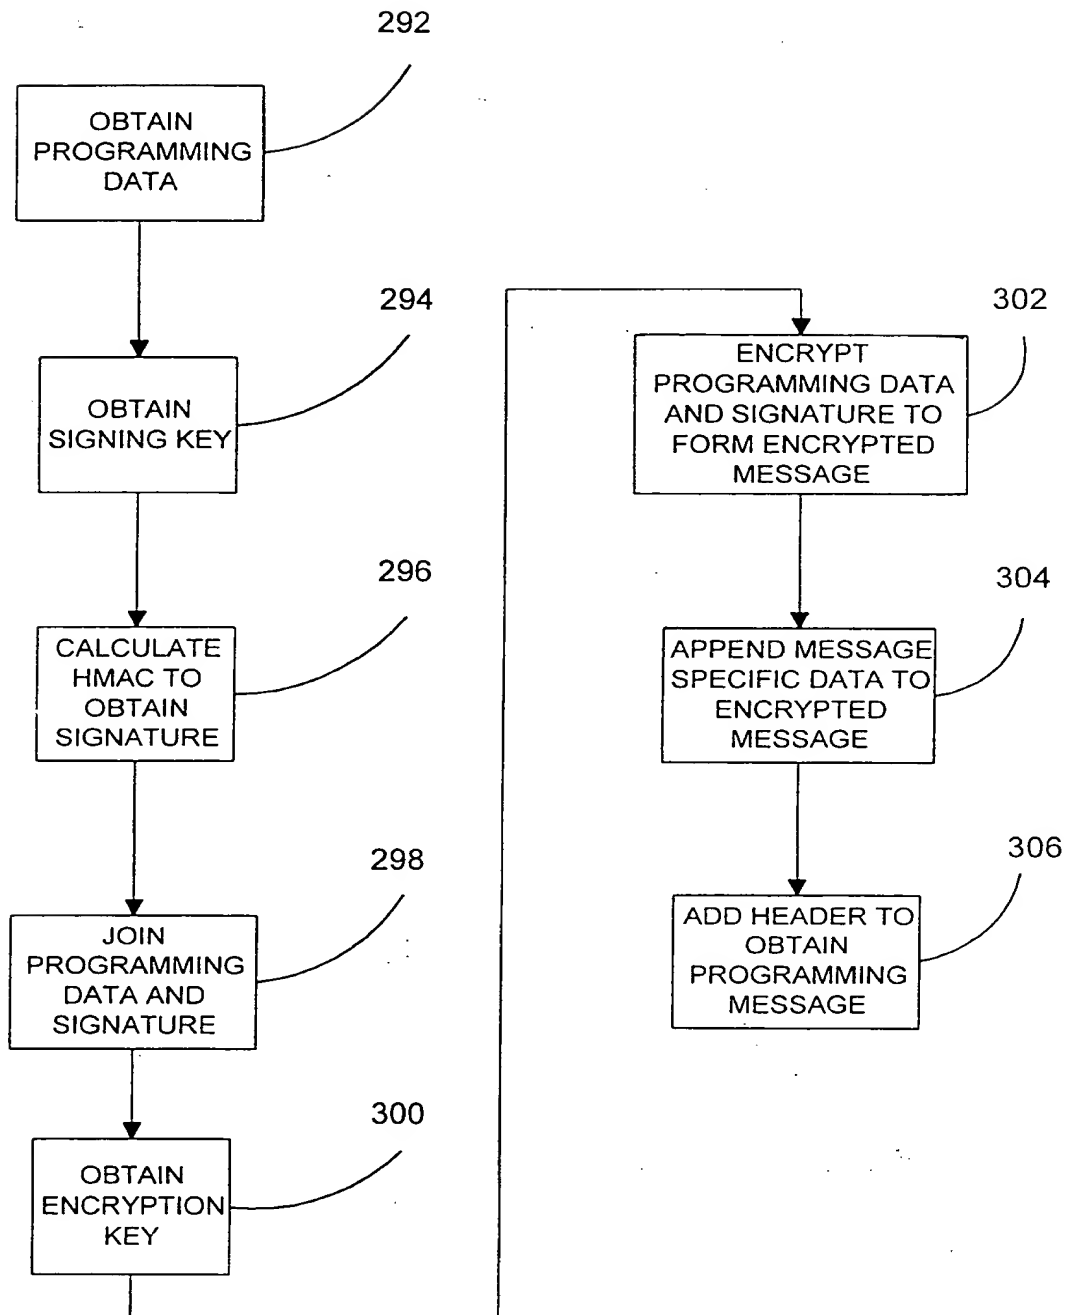 292
OBTAIN
PROGRAMMING
DATA
294
OBTAIN
SIGNING KEY
296
CALCULATE
HMAC TO
OBTAIN
SIGNATURE
298
JOIN
PROGRAMMING
DATA AND
SIGNATURE
300
OBTAIN
ENCRYPTION
KEY
302
ENCRYPT
PROGRAMMING DATA
AND SIGNATURE TO
FORM ENCRYPTED
MESSAGE
304
APPEND MESSAGE
SPECIFIC DATA TO
ENCRYPTED
MESSAGE
306
ADD HEADER TO
OBTAIN
PROGRAMMING
MESSAGE